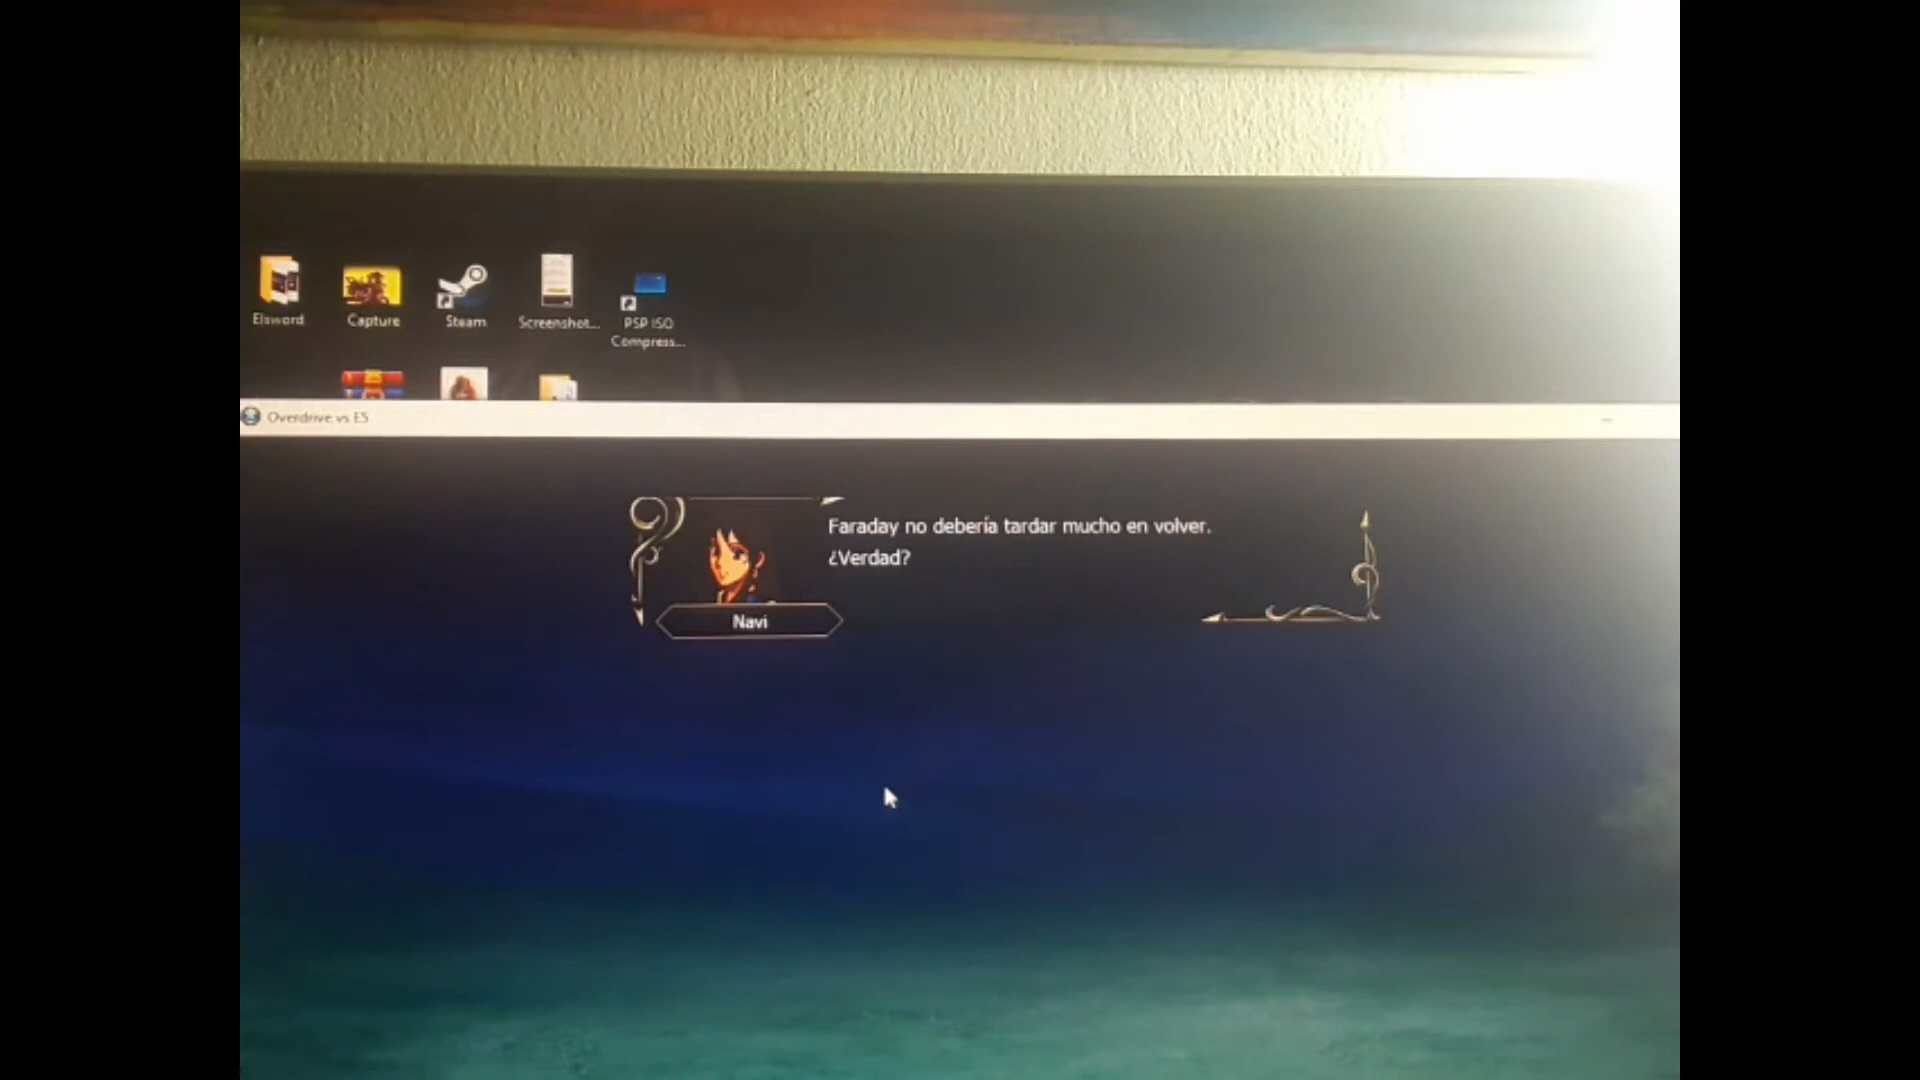 Elsword
Capture
Steam
Screenshot...
PSP ISO
Compress...
Overdrive vs ES
Faraday no debería tardar mucho en volver.
¿Verdad?
Navi